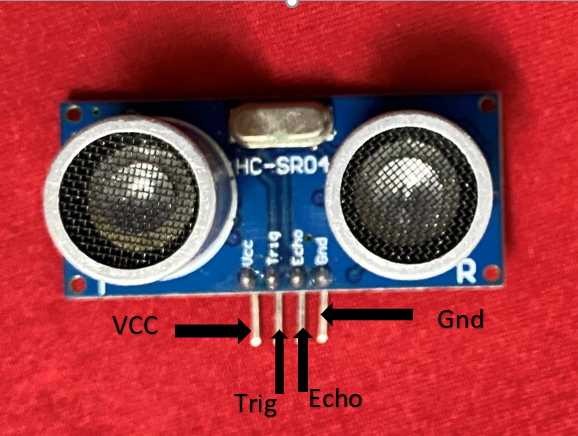 HC-SR04
Vcc Trig Echo Gnd
T R
VCC Gnd
Trig Echo